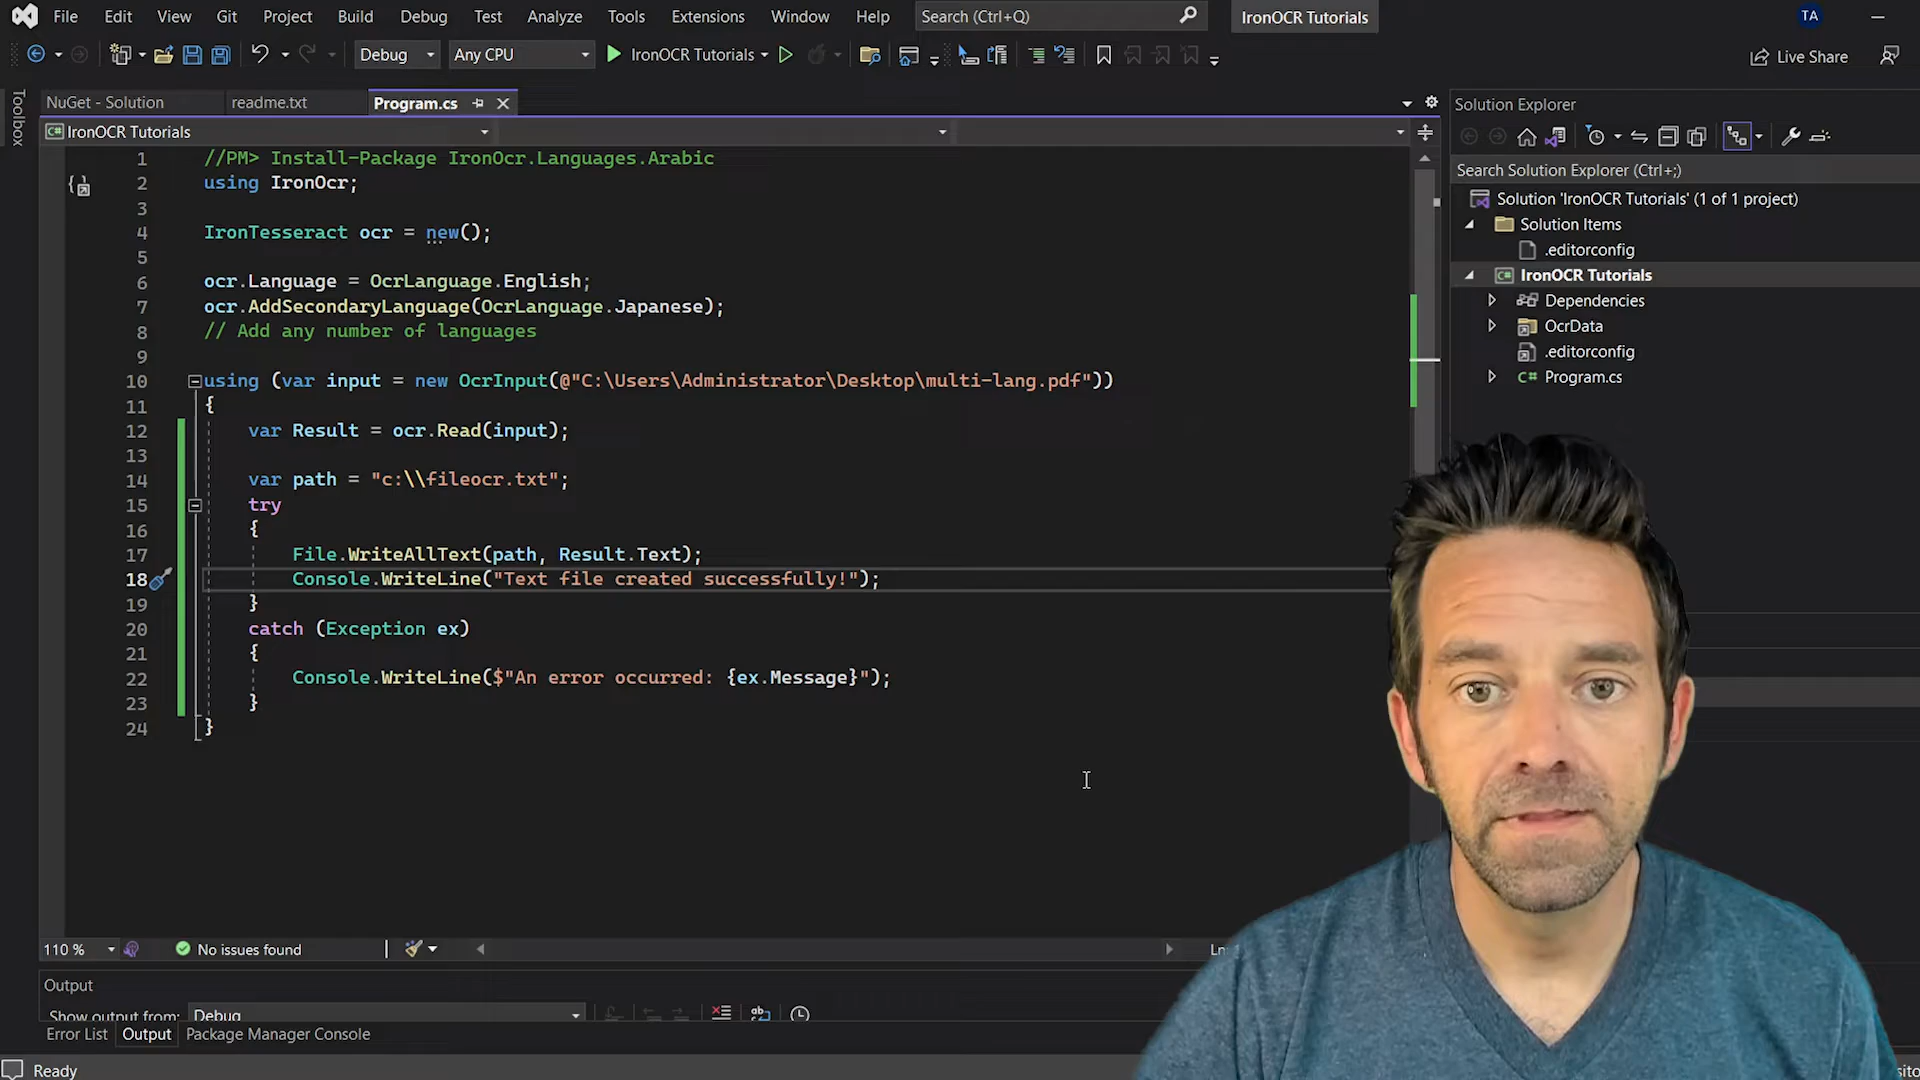 File Edit View Git Project Build Debug Test Analyze Tools Extensions Window Help Search (Ctrl+Q) IronOCR Tutorials TA
Debug Any CPU IronOCR Tutorials Live Share
Toolbox
NuGet - Solution readme.txt Program.cs
IronOCR Tutorials
1 //PM> Install-Package IronOcr.Languages.Arabic
2 using IronOcr;
3
4 IronTesseract ocr = new();
5
6 ocr.Language = OcrLanguage.English;
7 ocr.AddSecondaryLanguage(OcrLanguage.Japanese);
8 // Add any number of languages
9
10 using (var input = new OcrInput(@"C:\Users\Administrator\Desktop\multi-lang.pdf"))
11 {
12 var Result = ocr.Read(input);
13
14 var path = "c:\\fileocr.txt";
15 try
16 {
17 File.WriteAllText(path, Result.Text);
18 Console.WriteLine("Text file created successfully!");
19 }
20 catch (Exception ex)
21 {
22 Console.WriteLine($"An error occurred: {ex.Message}");
23 }
24 }
110 % No issues found
Output
Show output from: Debug
Error List Output Package Manager Console
Ready
Solution Explorer
Search Solution Explorer (Ctrl+;)
Solution 'IronOCR Tutorials' (1 of 1 project)
Solution Items
.editorconfig
IronOCR Tutorials
Dependencies
OcrData
.editorconfig
C# Program.cs